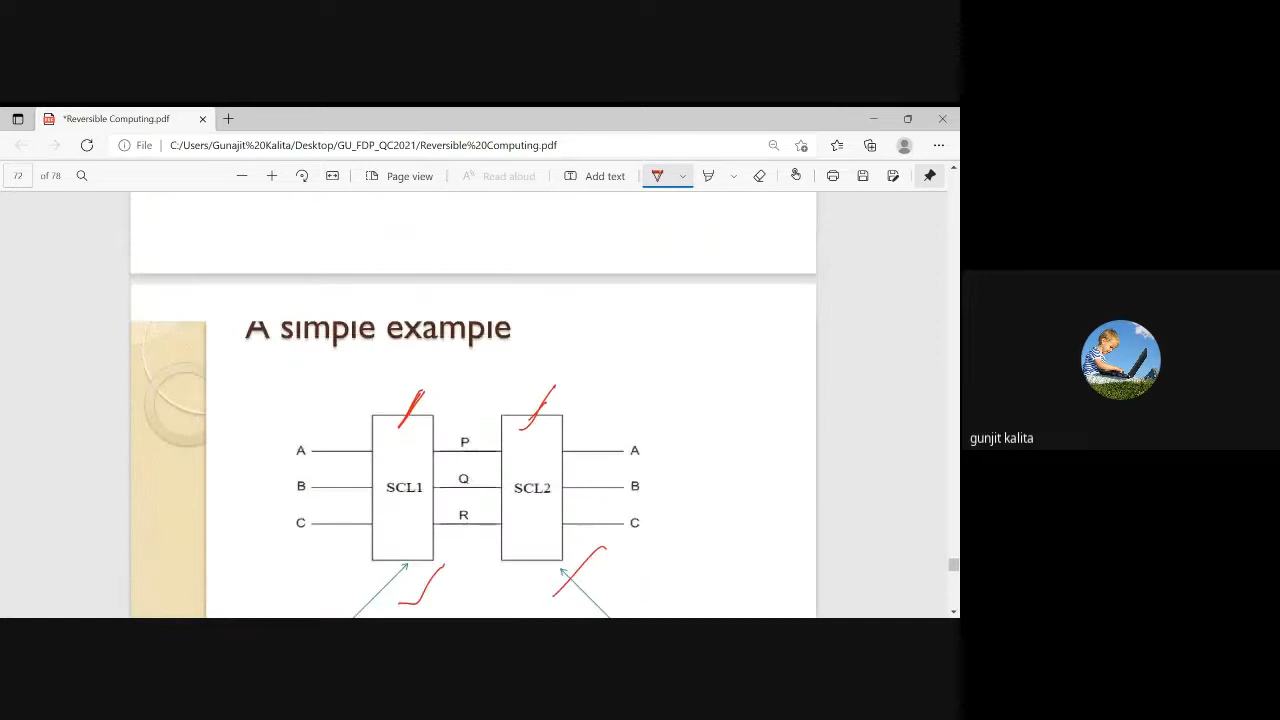 *Reversible Computing.pdf
File C:/Users/Gunajit%20Kalita/Desktop/GU_FDP_QC2021/Reversible%20Computing.pdf
72 of 78 Page view Read aloud Add text
A simple example
P
A A
Q
B SCL1 SCL2 B
R
C C
gunjit kalita